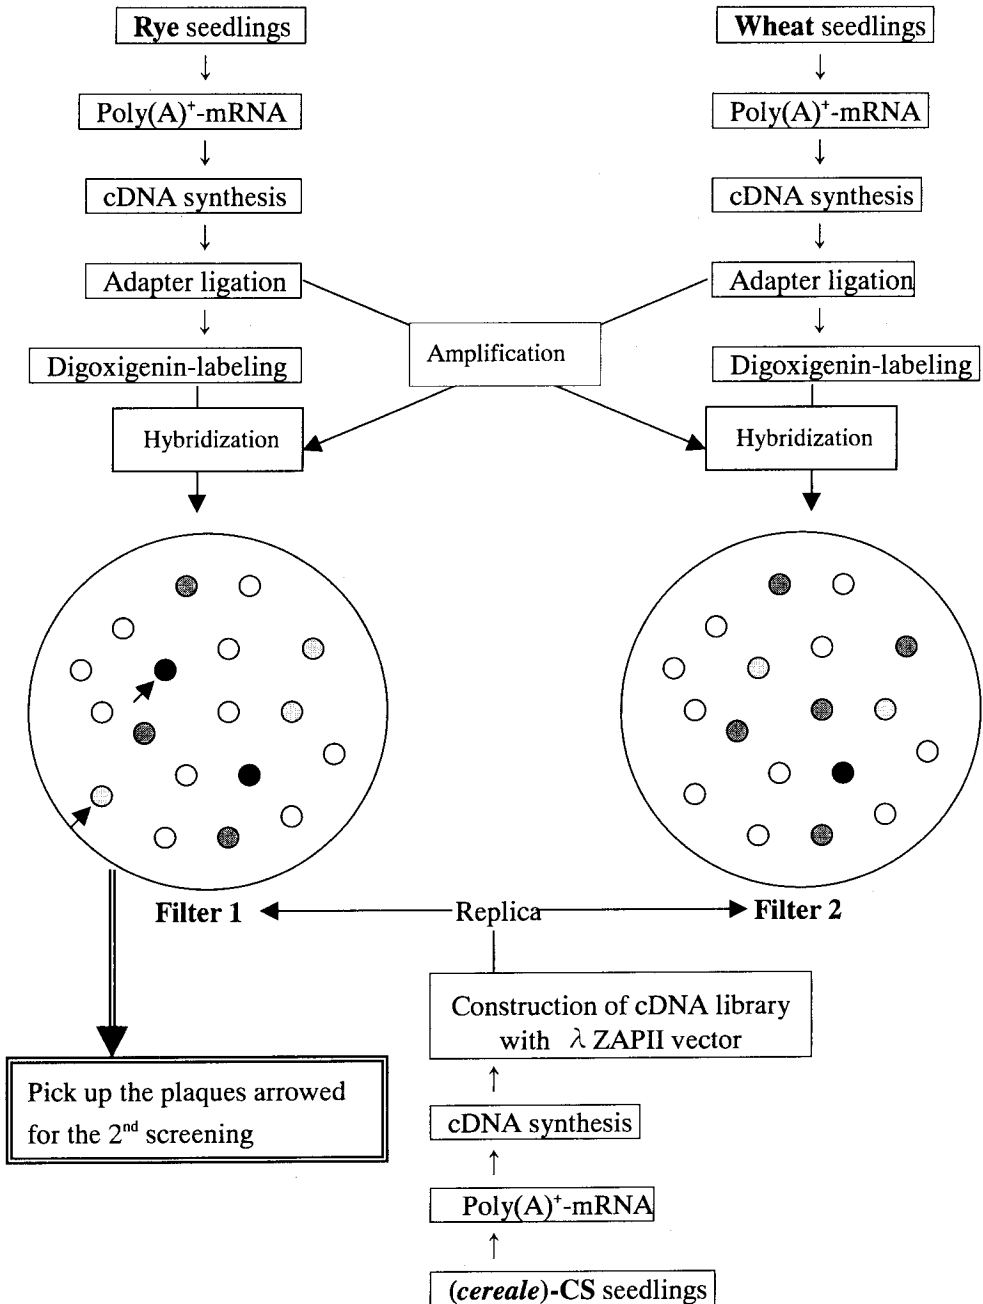 Rye seedlings
Wheat seedlings
↓
↓
Poly(A)⁺-mRNA
Poly(A)⁺-mRNA
↓
↓
cDNA synthesis
cDNA synthesis
↓
↓
Adapter ligation
Adapter ligation
↓
↓
Amplification
Digoxigenin-labeling
Digoxigenin-labeling
Hybridization
Hybridization
Filter 1
Replica
Filter 2
Construction of cDNA library
with λ ZAPII vector
Pick up the plaques arrowed
for the 2nd screening
↑
cDNA synthesis
↑
Poly(A)⁺-mRNA
↑
(cereale)-CS seedlings